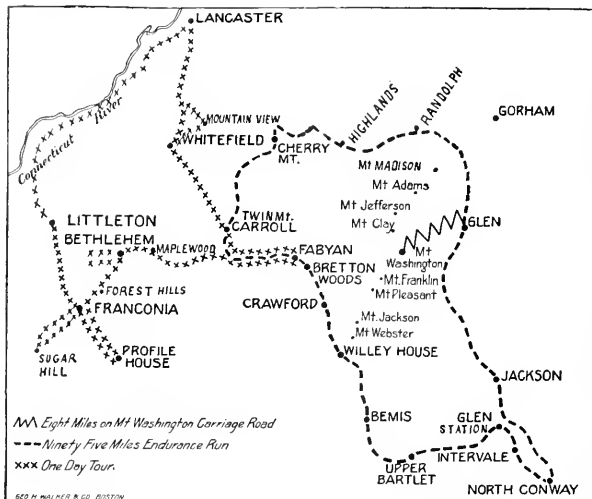 LANCASTER
Connecticut River
MOUNTAIN VIEW
WHITEFIELD
HIGHLANDS
RANDOLPH
GORHAM
CHERRY
MT.
Mt MADISON
Mt Adams
Mt Jefferson
Mt Clay
GLEN
TWIN Mt.
CARROLL
LITTLETON
BETHLEHEM
MAPLEWOOD
FABYAN
BRETTON
WOODS
Mt
Washington
Mt. Franklin
Mt Pleasant
FOREST HILLS
FRANCONIA
CRAWFORD
Mt. Jackson
Mt Webster
SUGAR
HILL
PROFILE
HOUSE
WILLEY HOUSE
JACKSON
BEMIS
GLEN
STATION
UPPER
BARTLET
INTERVALE
NORTH CONWAY
Eight Miles on Mt Washington Carriage Road
Ninety Five Miles Endurance Run
One Day Tour.
GEO. H. WALKER & CO. BOSTON